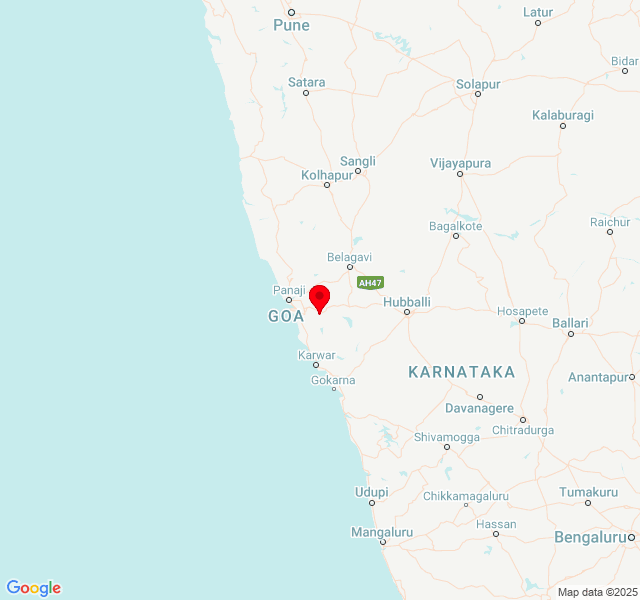 Latur
Pune
Bidar
Satara
Solapur
Kalaburagi
Sangli
Vijayapura
Kolhapur
Raichur
Bagalkote
Belagavi
AH47
Panaji
Hubballi
GOA
Hosapete
Ballari
Karwar
KARNATAKA
Anantapur
Gokarna
Davanagere
Chitradurga
Shivamogga
Udupi
Chikkamagaluru
Tumakuru
Hassan
Mangaluru
Bengaluru
Google
Map data ©2025